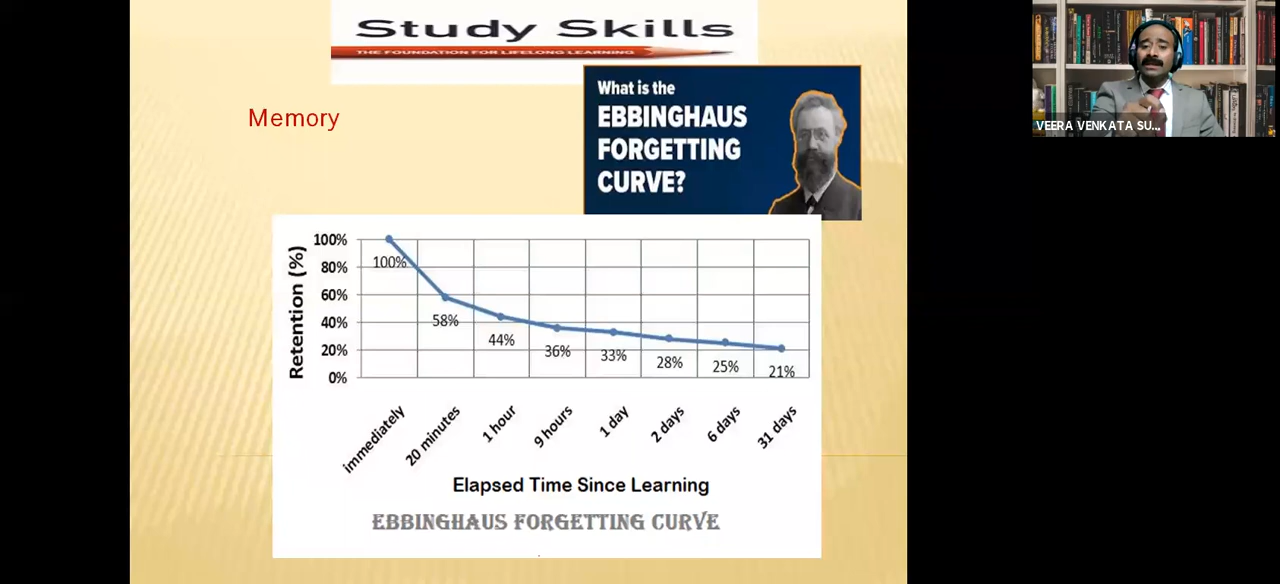 Study Skills
THE FOUNDATION FOR LIFELONG LEARNING
Memory
What is the
EBBINGHAUS
FORGETTING
CURVE?
VEERA VENKATA SU...
Retention (%)
100%
80%
60%
40%
20%
0%
100%
58%
44%
36%
33%
28%
25%
21%
immediately
20 minutes
1 hour
9 hours
1 day
2 days
6 days
31 days
Elapsed Time Since Learning
EBBINGHAUS FORGETTING CURVE